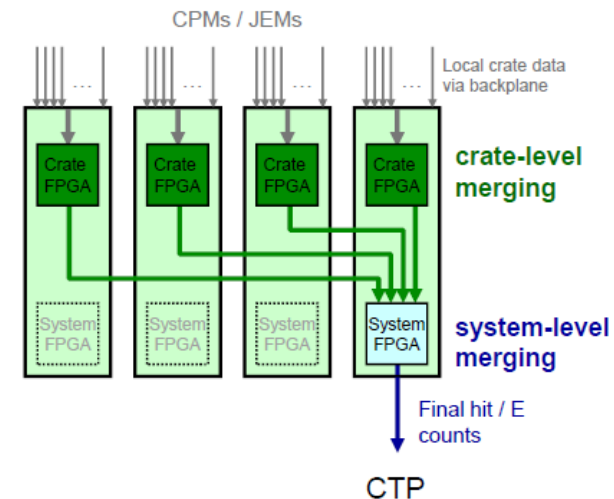 CPMs / JEMs
... ... ... ...
Local crate data
via backplane
Crate
FPGA
Crate
FPGA
Crate
FPGA
Crate
FPGA
crate-level
merging
System
FPGA
System
FPGA
System
FPGA
System
FPGA
system-level
merging
Final hit / E
counts
CTP